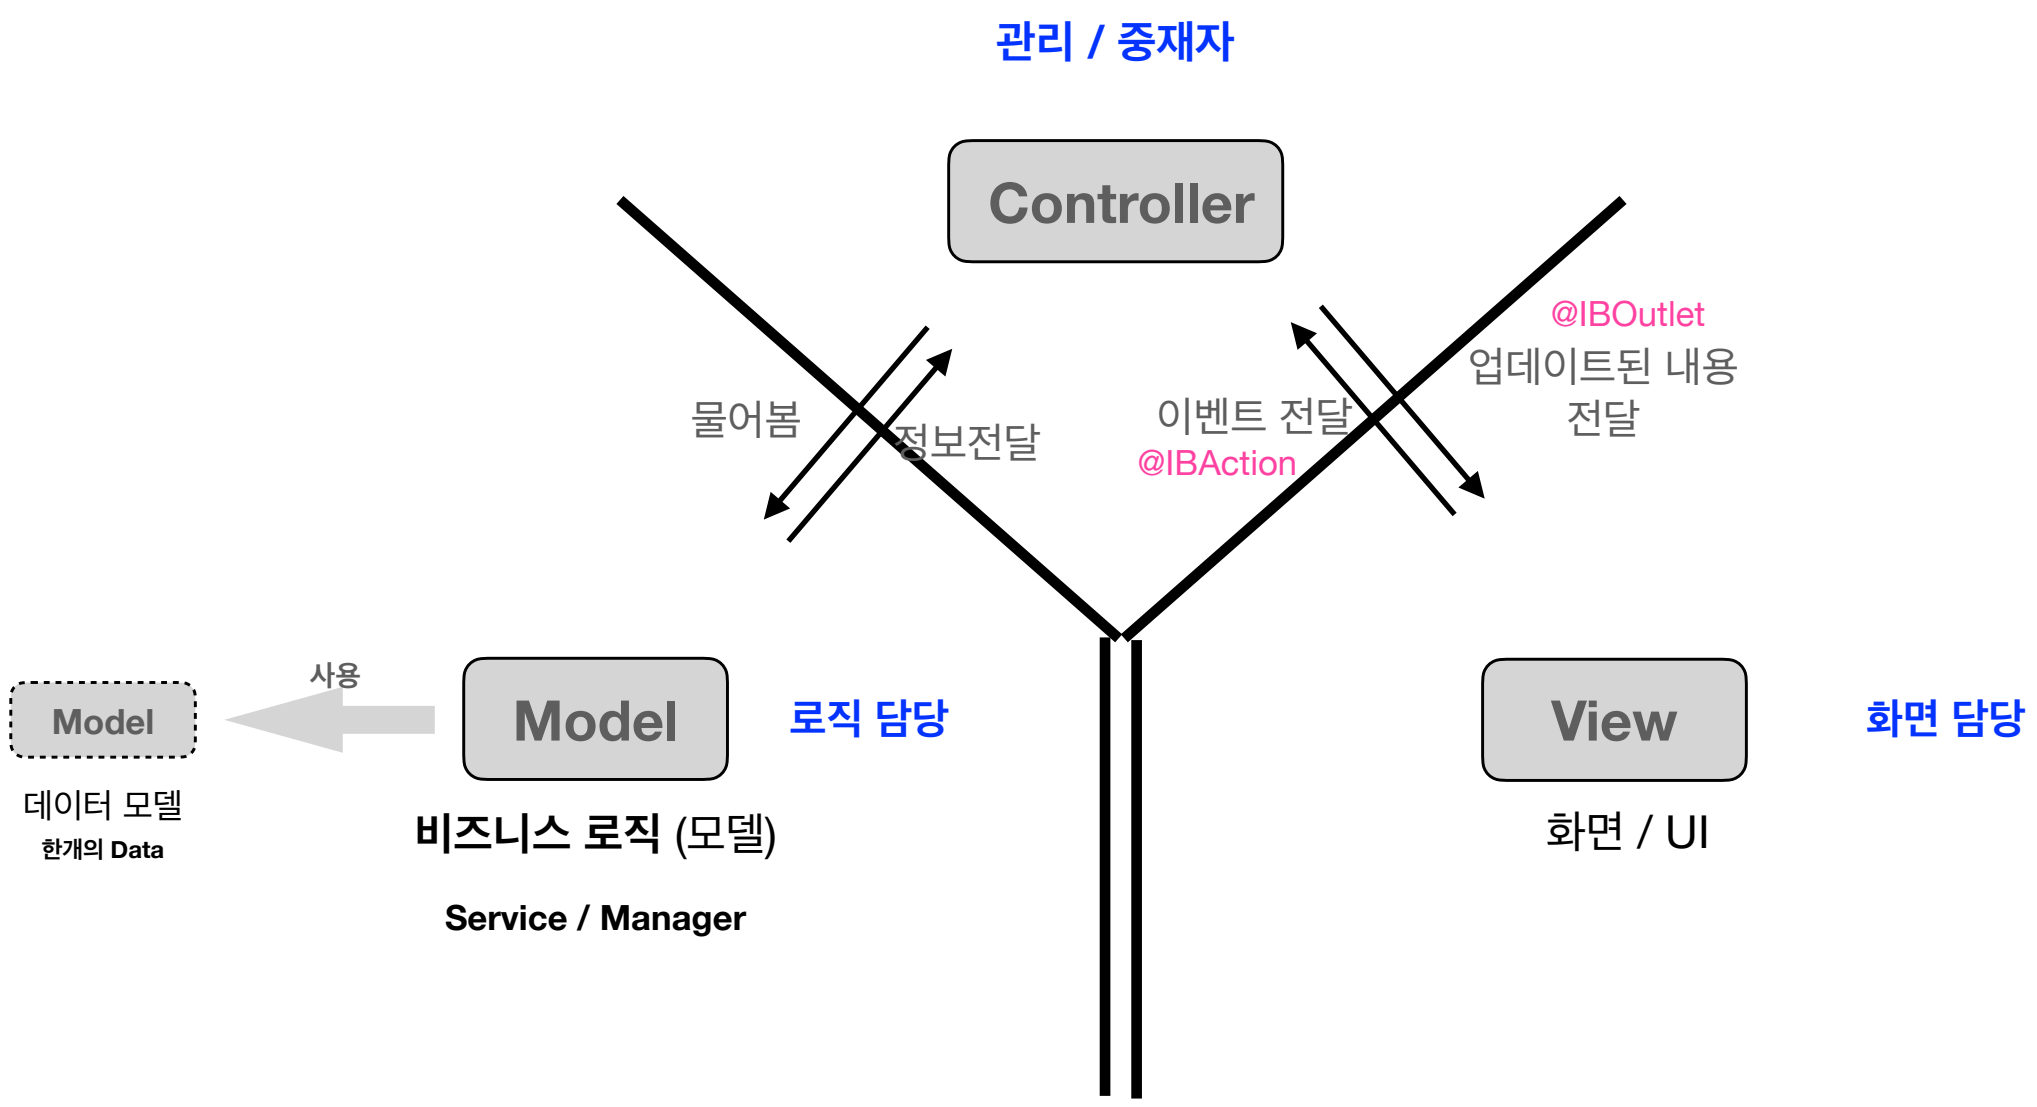 관리 / 중재자
Controller
@IBOutlet
업데이트된 내용
전달
물어봄
정보전달
이벤트 전달
@IBAction
사용
Model
데이터 모델
한개의 Data
Model
로직 담당
비즈니스 로직 (모델)
Service / Manager
View
화면 담당
화면 / UI